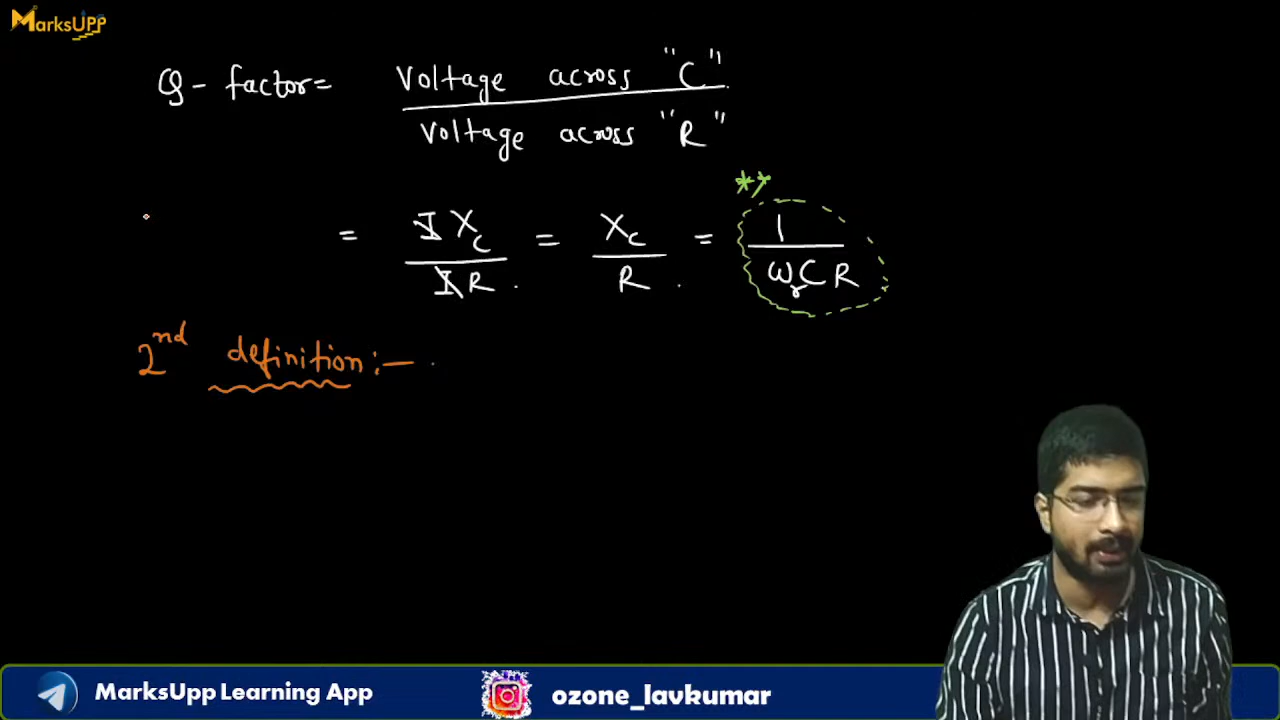 MarksUPP
Q- factor= Voltage across "C" / Voltage across "R"
= I X_C / I R = X_C / R = 1 / ω_r C R
**
2nd definition:-
MarksUpp Learning App
ozone_lavkumar